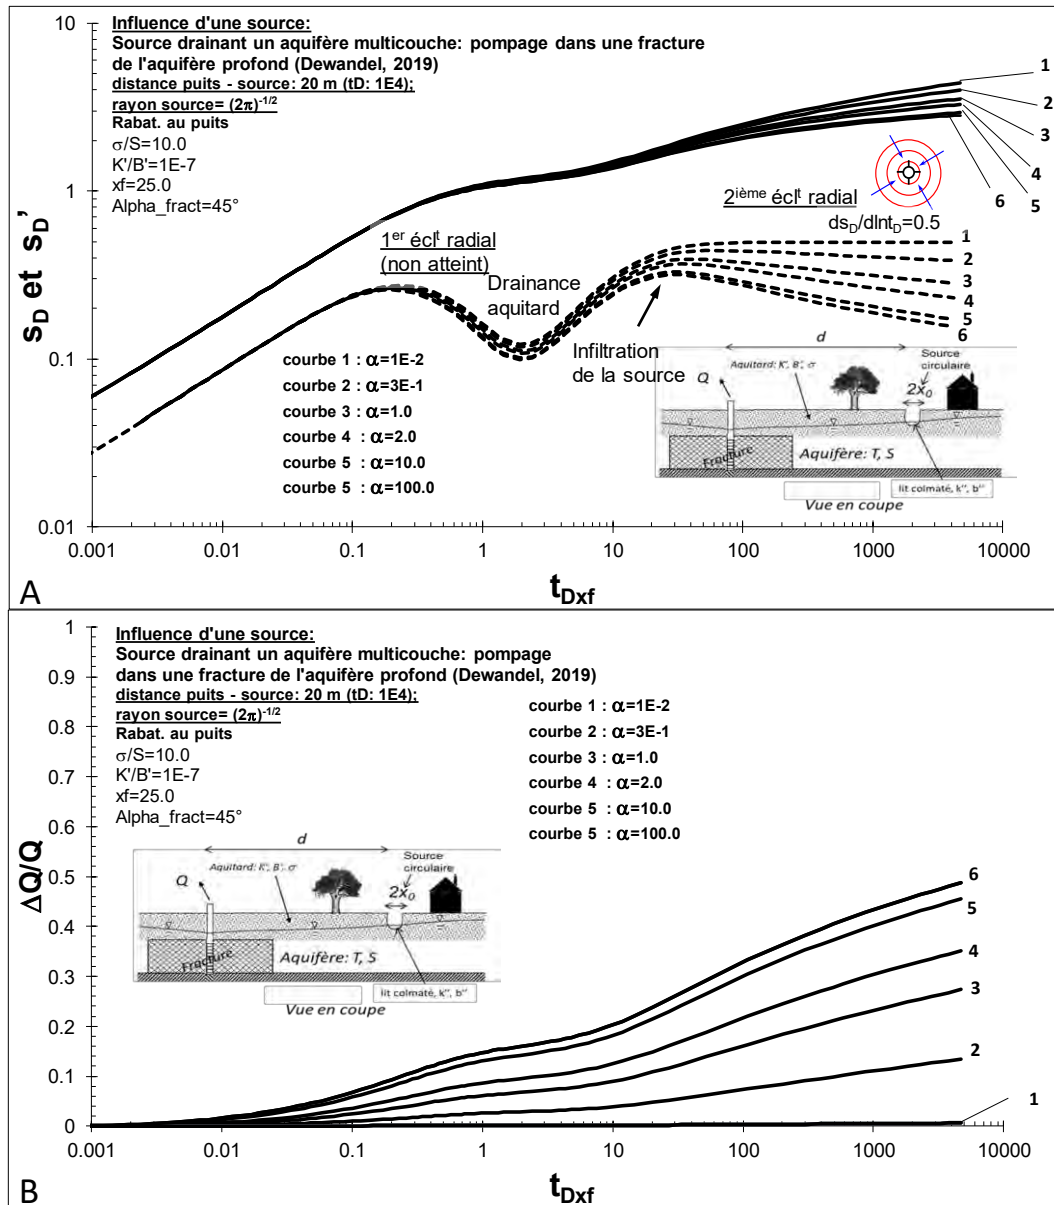 10
1
0.1
0.01
s_D et s_D'
Influence d'une source:
Source drainant un aquifère multicouche: pompage dans une fracture
de l'aquifère profond (Dewandel, 2019)
distance puits - source: 20 m (tD: 1E4);
rayon source= (2π)^-1/2
Rabat. au puits
σ/S=10.0
K'/B'=1E-7
xf=25.0
Alpha_fract=45°
1
2
3
4
5
6
2ième éclt radial
ds_D/dlnt_D=0.5
1er éclt radial
(non atteint)
Drainance
aquitard
Infiltration
de la source
1
2
3
4
5
6
courbe 1 : α=1E-2
courbe 2 : α=3E-1
courbe 3 : α=1.0
courbe 4 : α=2.0
courbe 5 : α=10.0
courbe 5 : α=100.0
d
Source
circulaire
Aquitard: K', B', σ
Q
2x₀
Fracture
Aquifère: T, S
lit colmaté, k'', b''
Vue en coupe
0.001 0.01 0.1 1 10 100 1000 10000
t_Dxf
A
1
0.9
0.8
0.7
0.6
0.5
0.4
0.3
0.2
0.1
0
ΔQ/Q
Influence d'une source:
Source drainant un aquifère multicouche: pompage
dans une fracture de l'aquifère profond (Dewandel, 2019)
distance puits - source: 20 m (tD: 1E4);
rayon source= (2π)^-1/2
Rabat. au puits
σ/S=10.0
K'/B'=1E-7
xf=25.0
Alpha_fract=45°
courbe 1 : α=1E-2
courbe 2 : α=3E-1
courbe 3 : α=1.0
courbe 4 : α=2.0
courbe 5 : α=10.0
courbe 5 : α=100.0
d
Source
circulaire
Aquitard: K', B', σ
Q
2x₀
Fracture
Aquifère: T, S
lit colmaté, k'', b''
Vue en coupe
6
5
4
3
2
1
0.001 0.01 0.1 1 10 100 1000 10000
t_Dxf
B